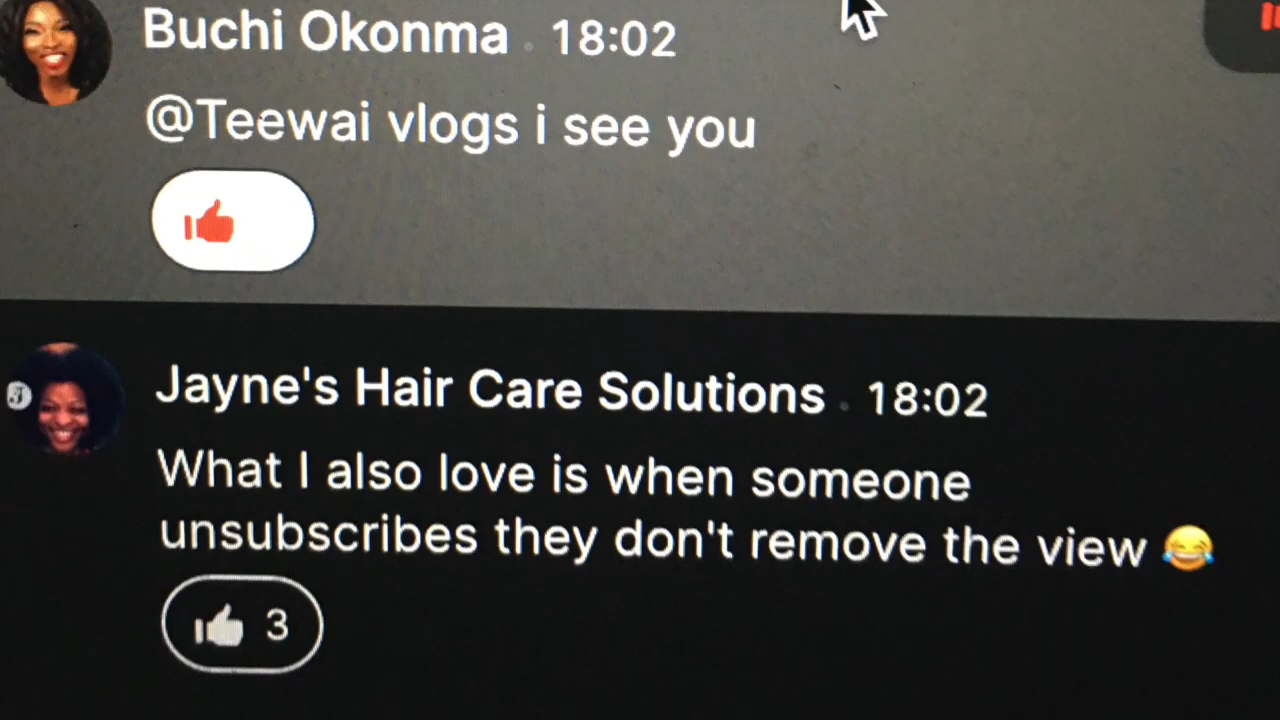 Buchi Okonma 18:02
@Teewai vlogs i see you
Jayne's Hair Care Solutions 18:02
What I also love is when someone
unsubscribes they don't remove the view 😂
3